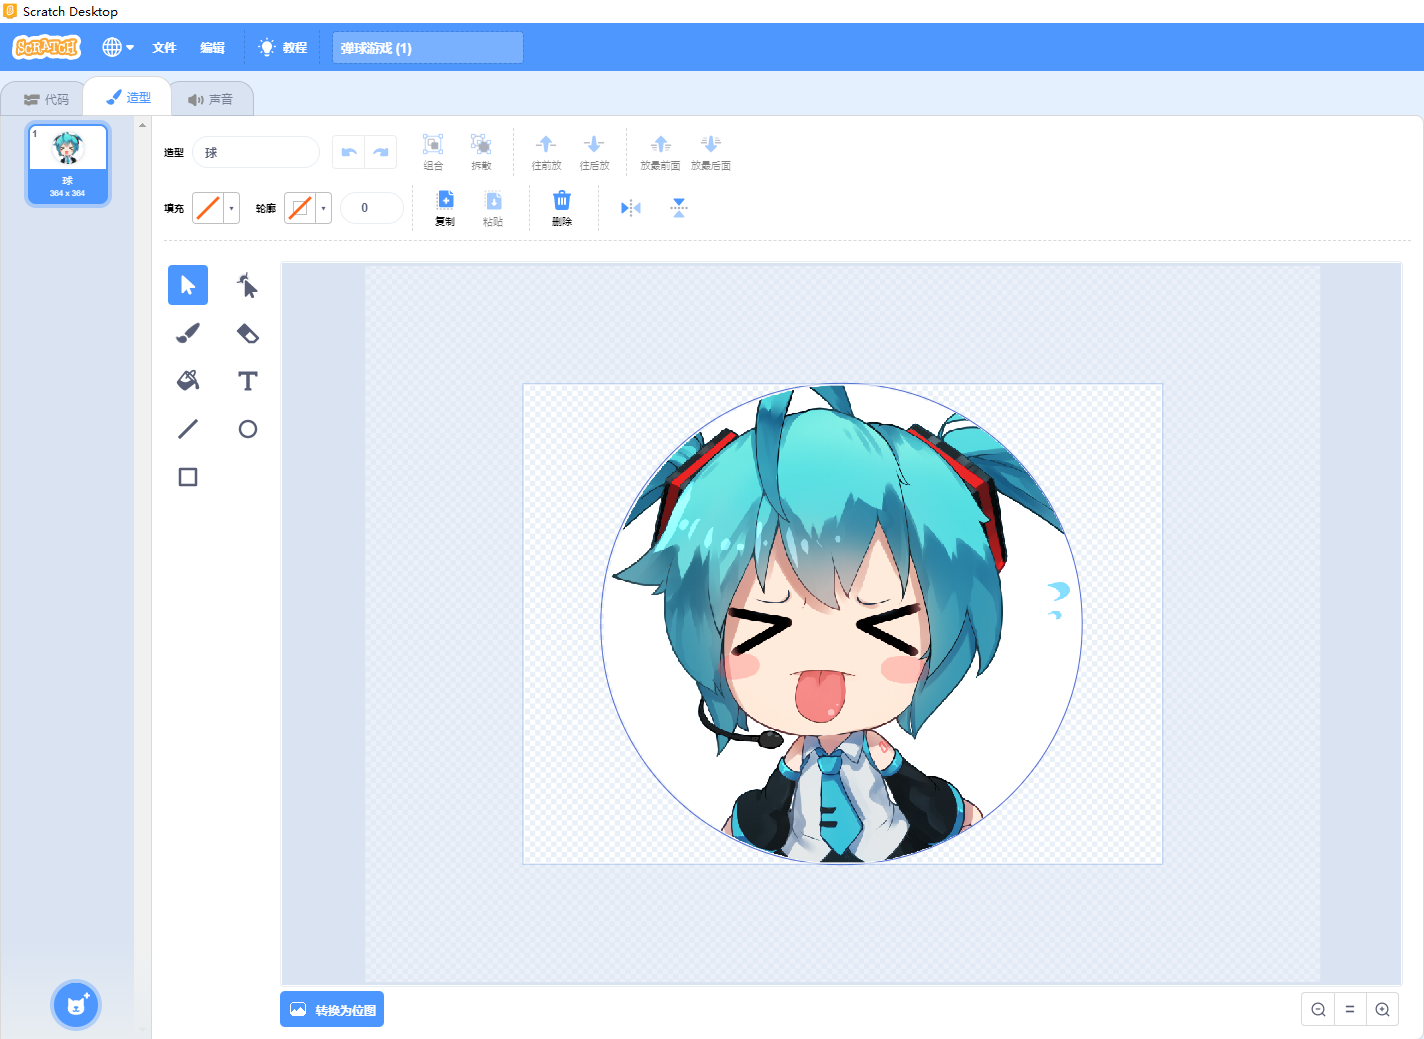 Scratch Desktop
SCRATCH
文件
编辑
教程
弹球游戏 (1)
代码
造型
声音
1
球
364 x 364
造型
球
组合
拆散
往前放
往后放
放最前面
放最后面
填充
轮廓
0
复制
粘贴
删除
T
转换为位图